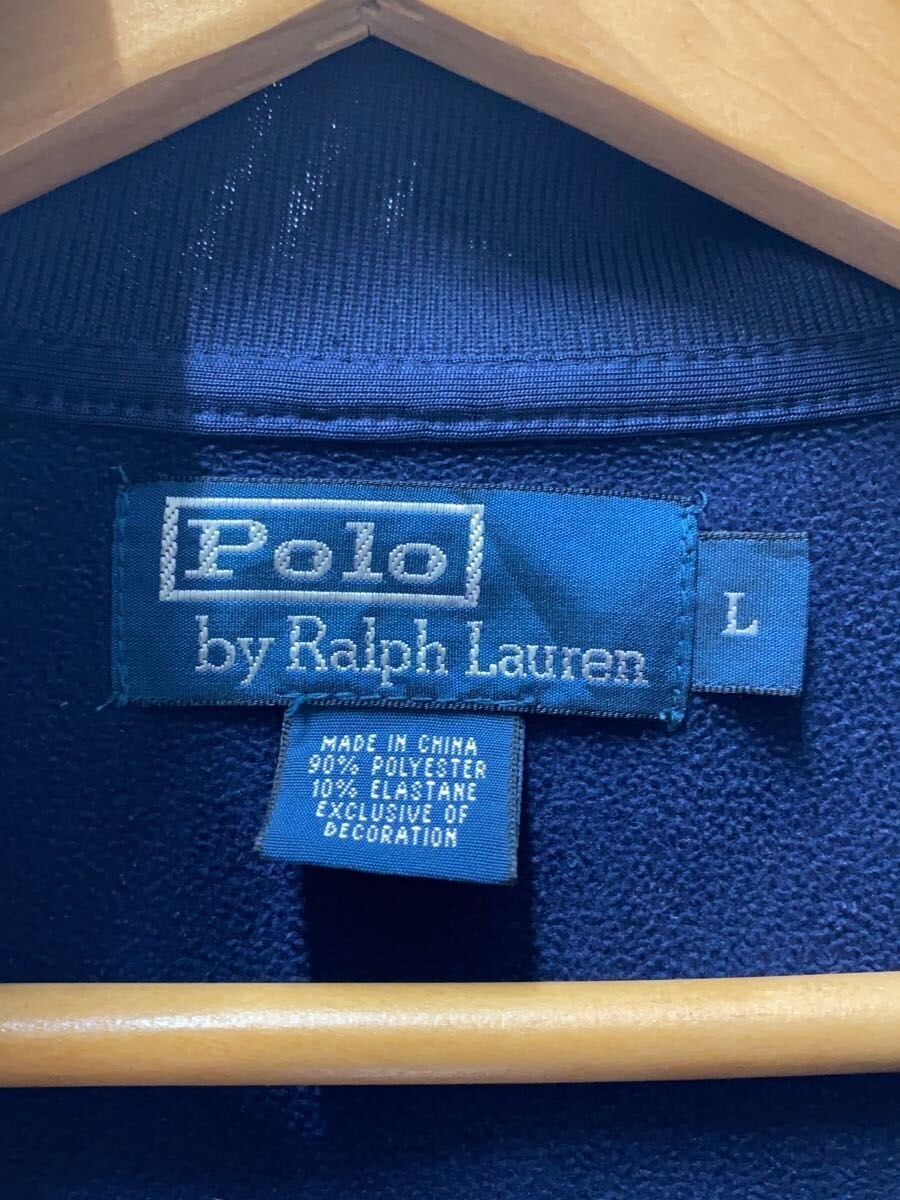 Polo
by Ralph Lauren
L
MADE IN CHINA
90% POLYESTER
10% ELASTANE
EXCLUSIVE OF
DECORATION